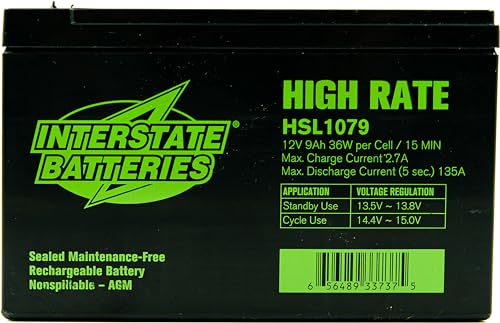 INTERSTATE
BATTERIES®
Sealed Maintenance-Free
Rechargeable Battery
Nonspillable - AGM
HIGH RATE
HSL1079
12V 9Ah 36W per Cell / 15 MIN
Max. Charge Current 2.7A
Max. Discharge Current (5 sec.) 135A
APPLICATION VOLTAGE REGULATION
Standby Use 13.5V ~ 13.8V
Cycle Use 14.4V ~ 15.0V
6 56489 33737 5